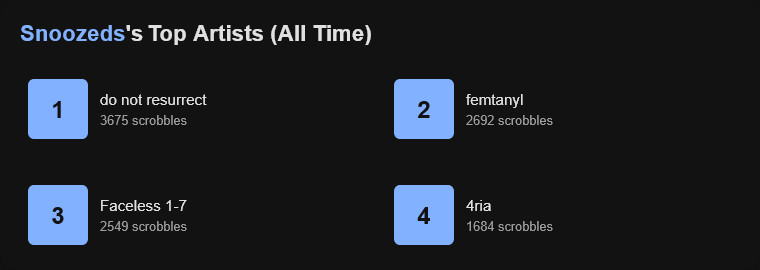 Snoozeds's Top Artists (All Time)
1
do not resurrect
3675 scrobbles
2
femtanyl
2692 scrobbles
3
Faceless 1-7
2549 scrobbles
4
4ria
1684 scrobbles